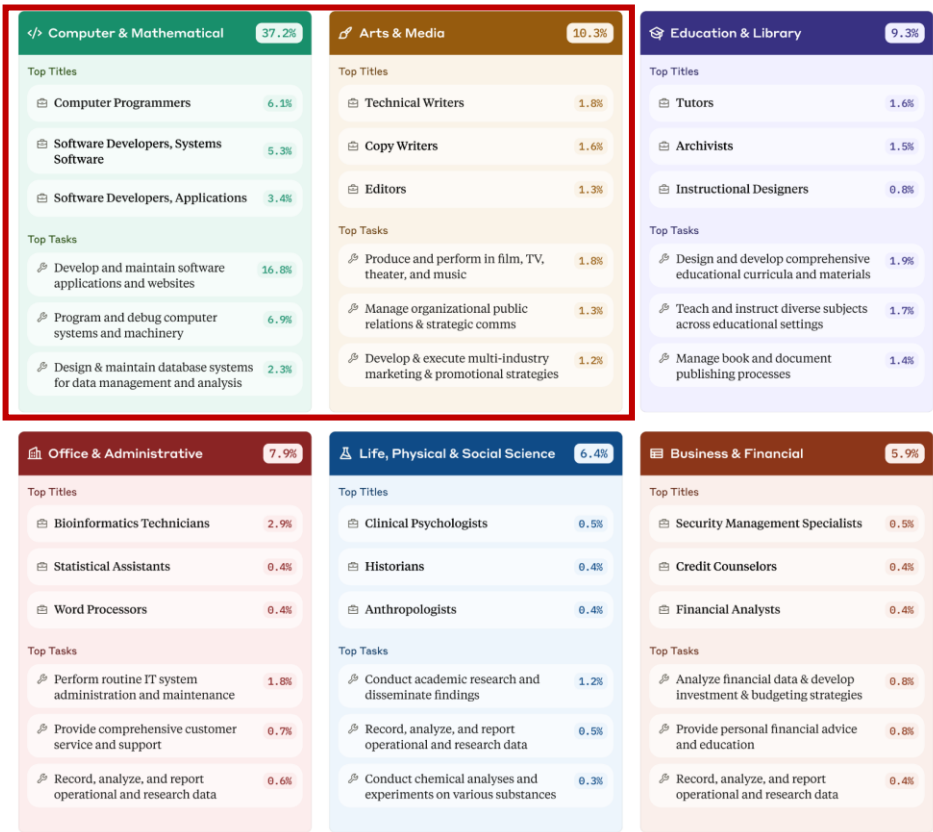 </> Computer & Mathematical 37.2%
Top Titles
Computer Programmers 6.1%
Software Developers, Systems
Software 5.3%
Software Developers, Applications 3.4%
Top Tasks
Develop and maintain software
applications and websites 16.8%
Program and debug computer
systems and machinery 6.9%
Design & maintain database systems
for data management and analysis 2.3%
Arts & Media 10.3%
Top Titles
Technical Writers 1.8%
Copy Writers 1.6%
Editors 1.3%
Top Tasks
Produce and perform in film, TV,
theater, and music 1.8%
Manage organizational public
relations & strategic comms 1.3%
Develop & execute multi-industry
marketing & promotional strategies 1.2%
Education & Library 9.3%
Top Titles
Tutors 1.6%
Archivists 1.5%
Instructional Designers 0.8%
Top Tasks
Design and develop comprehensive
educational curricula and materials 1.9%
Teach and instruct diverse subjects
across educational settings 1.7%
Manage book and document
publishing processes 1.4%
Office & Administrative 7.9%
Top Titles
Bioinformatics Technicians 2.9%
Statistical Assistants 0.4%
Word Processors 0.4%
Top Tasks
Perform routine IT system
administration and maintenance 1.8%
Provide comprehensive customer
service and support 0.7%
Record, analyze, and report
operational and research data 0.6%
Life, Physical & Social Science 6.4%
Top Titles
Clinical Psychologists 0.5%
Historians 0.4%
Anthropologists 0.4%
Top Tasks
Conduct academic research and
disseminate findings 1.2%
Record, analyze, and report
operational and research data 0.5%
Conduct chemical analyses and
experiments on various substances 0.3%
Business & Financial 5.9%
Top Titles
Security Management Specialists 0.5%
Credit Counselors 0.4%
Financial Analysts 0.4%
Top Tasks
Analyze financial data & develop
investment & budgeting strategies 0.8%
Provide personal financial advice
and education 0.8%
Record, analyze, and report
operational and research data 0.4%